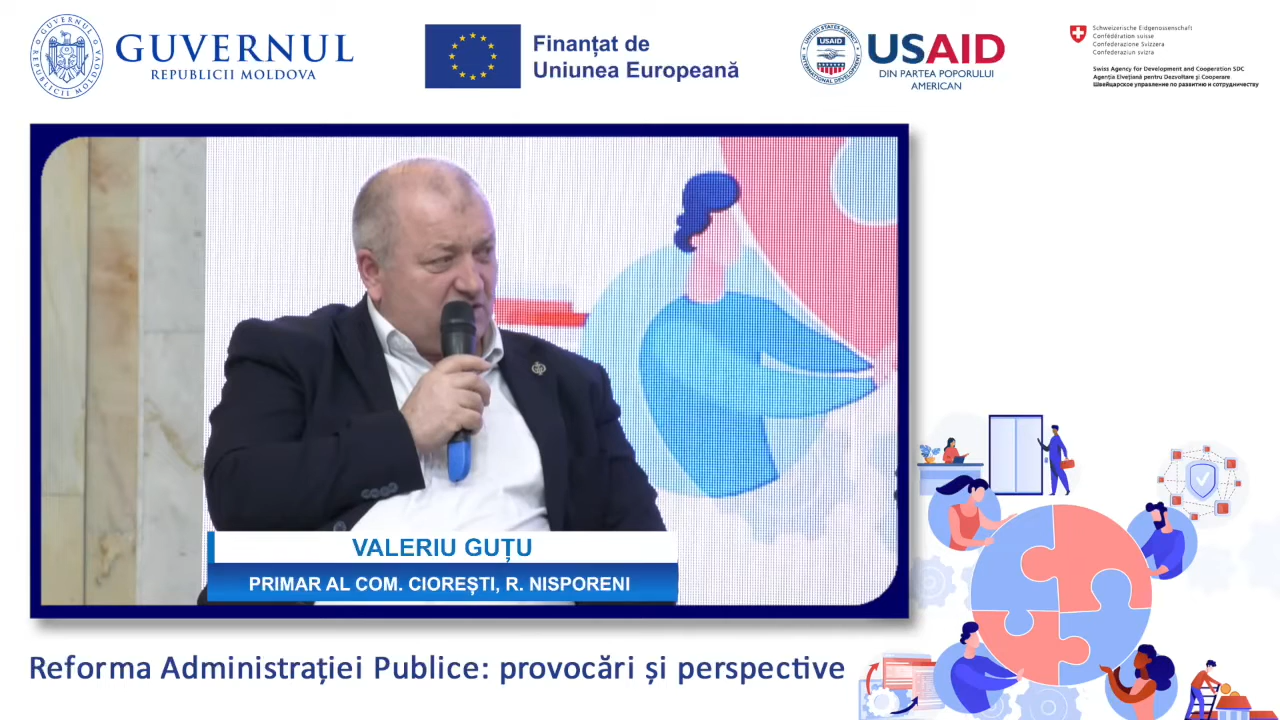 GUVERNUL
REPUBLICII MOLDOVA
Finanțat de
Uniunea Europeană
USAID
USAID
DIN PARTEA POPORULUI
AMERICAN
Schweizerische Eidgenossenschaft
Confédération suisse
Confederazione Svizzera
Confederaziun svizra
Swiss Agency for Development and Cooperation SDC
Agenția Elvețiană pentru Dezvoltare și Cooperare
Швейцарское управление по развитию и сотрудничеству
VALERIU GUȚU
PRIMAR AL COM. CIOREȘTI, R. NISPORENI
Reforma Administrației Publice: provocări și perspective